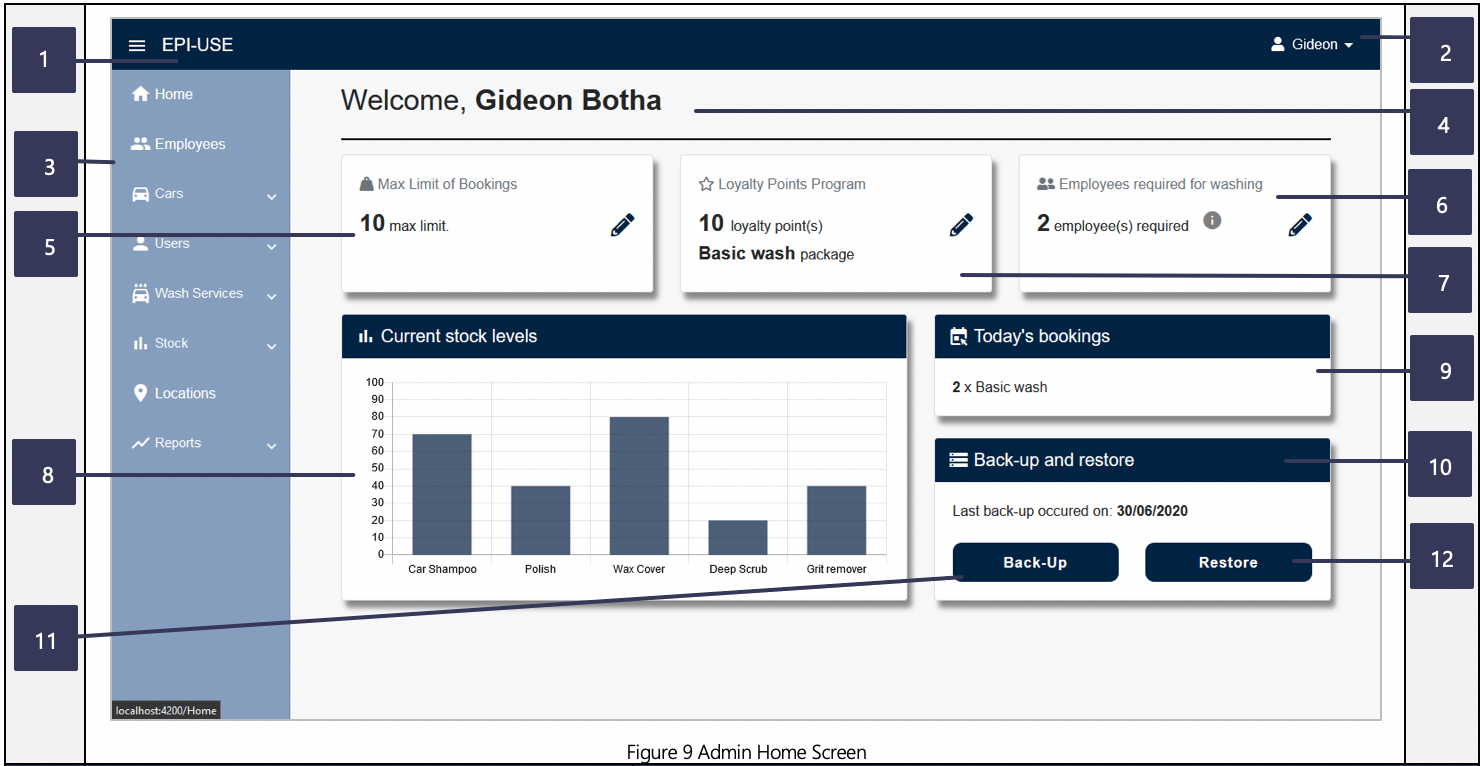 1
EPI-USE
Gideon
2
Home
Welcome, Gideon Botha
4
3
Employees
Cars
Users
Wash Services
Stock
Locations
Reports
5
Max Limit of Bookings
10 max limit.
Loyalty Points Program
10 loyalty point(s)
Basic wash package
Employees required for washing
2 employee(s) required
6
7
8
Current stock levels
100
90
80
70
60
50
40
30
20
10
0
Car Shampoo Polish Wax Cover Deep Scrub Grit remover
Today's bookings
2 x Basic wash
9
Back-up and restore
10
Last back-up occured on: 30/06/2020
Back-Up Restore
12
11
localhost:4200/Home
Figure 9 Admin Home Screen